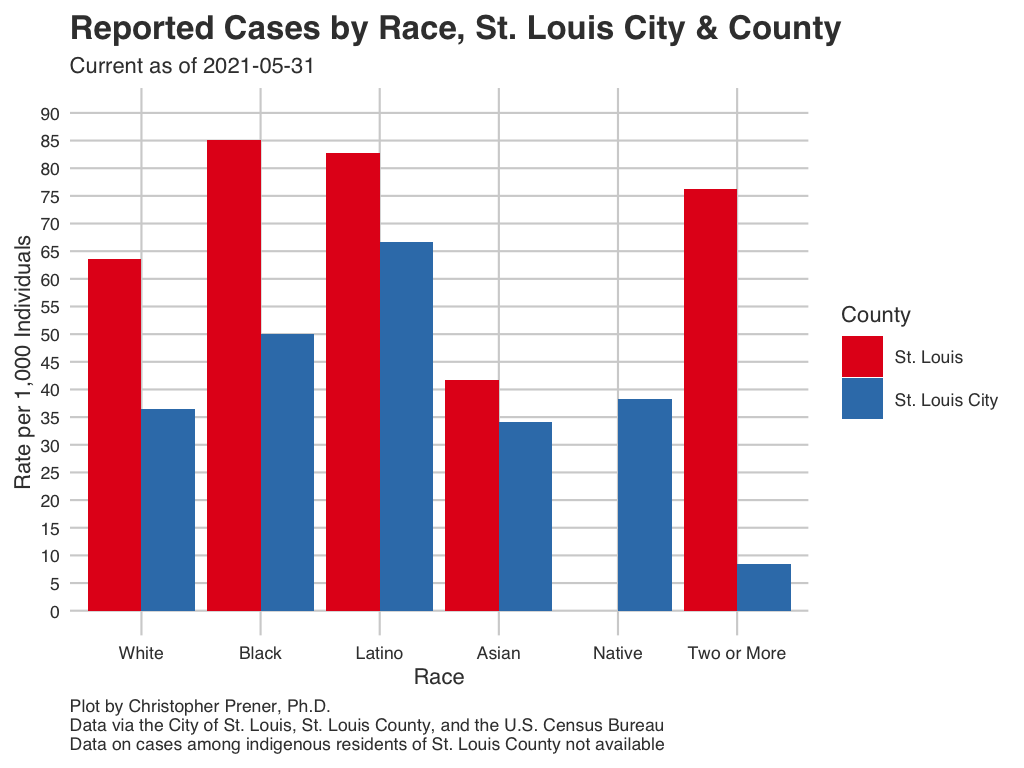 Reported Cases by Race, St. Louis City & County
Current as of 2021-05-31
Rate per 1,000 Individuals
90
85
80
75
70
65
60
55
50
45
40
35
30
25
20
15
10
5
0
White Black Latino Asian Native Two or More
Race
County
St. Louis
St. Louis City
Plot by Christopher Prener, Ph.D.
Data via the City of St. Louis, St. Louis County, and the U.S. Census Bureau
Data on cases among indigenous residents of St. Louis County not available